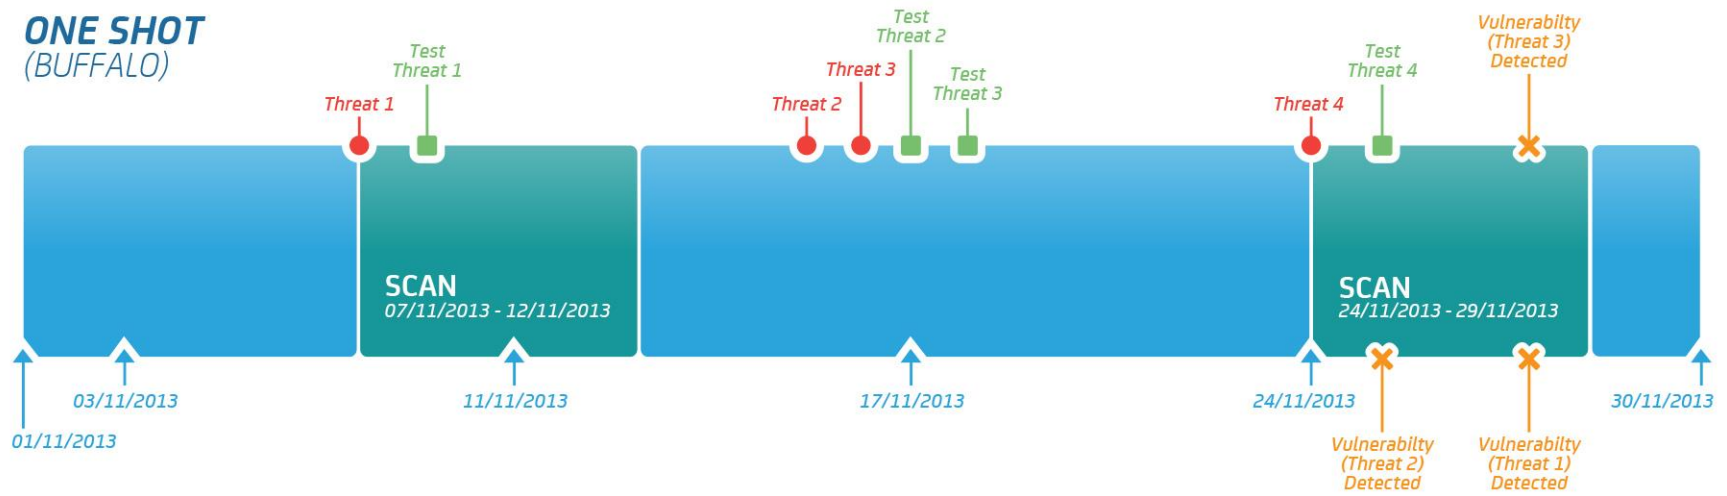 ONE SHOT
(BUFFALO)
Threat 1
Test
Threat 1
Threat 2
Threat 3
Test
Threat 2
Test
Threat 3
Threat 4
Test
Threat 4
Vulnerabilty
(Threat 3)
Detected
SCAN
07/11/2013 - 12/11/2013
SCAN
24/11/2013 - 29/11/2013
01/11/2013
03/11/2013
11/11/2013
17/11/2013
24/11/2013
30/11/2013
Vulnerabilty
(Threat 2)
Detected
Vulnerabilty
(Threat 1)
Detected